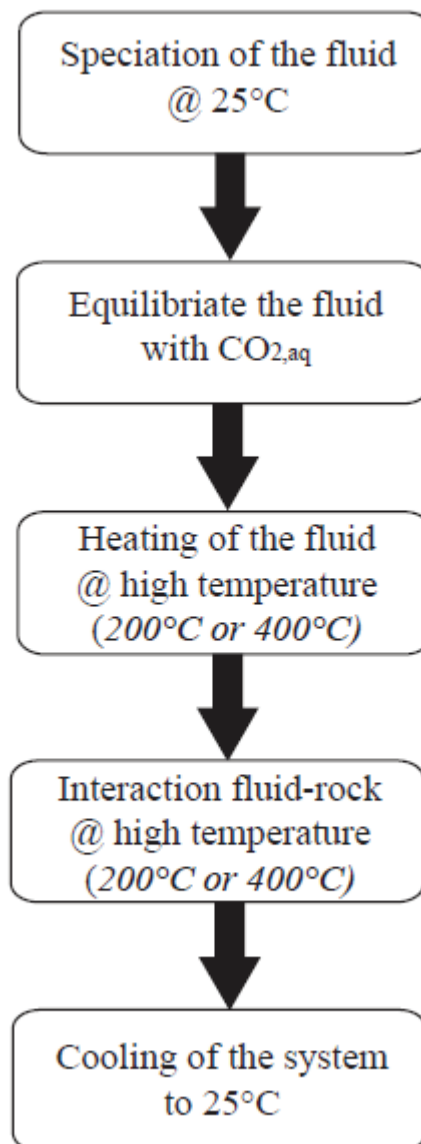 Speciation of the fluid
@ 25°C
Equilibriate the fluid
with CO2,aq
Heating of the fluid
@ high temperature
(200°C or 400°C)
Interaction fluid-rock
@ high temperature
(200°C or 400°C)
Cooling of the system
to 25°C